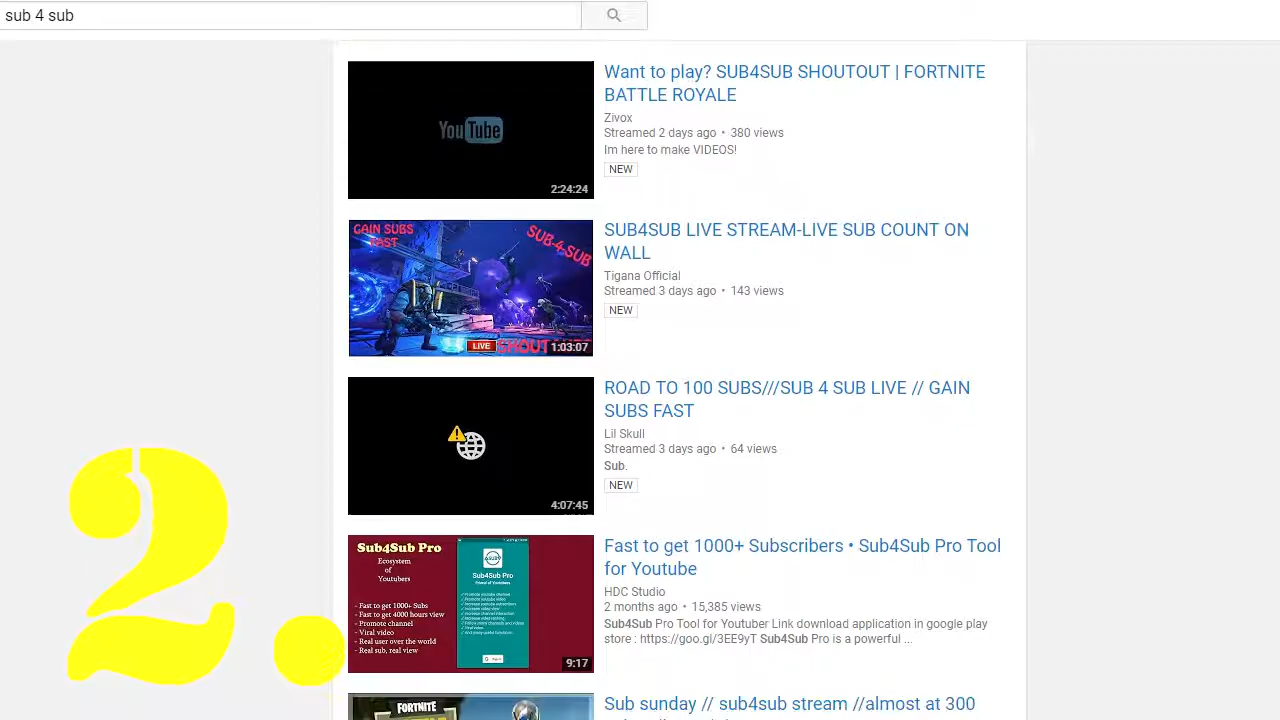 sub 4 sub
YouTube
2:24:24
Want to play? SUB4SUB SHOUTOUT | FORTNITE
BATTLE ROYALE
Zivox
Streamed 2 days ago • 380 views
Im here to make VIDEOS!
NEW
GAIN SUBS
FAST
SUB-4-SUB
LIVE
SHOUT
1:03:07
SUB4SUB LIVE STREAM-LIVE SUB COUNT ON
WALL
Tigana Official
Streamed 3 days ago • 143 views
NEW
4:07:45
ROAD TO 100 SUBS///SUB 4 SUB LIVE // GAIN
SUBS FAST
Lil Skull
Streamed 3 days ago • 64 views
Sub.
NEW
2.
Sub4Sub Pro
Ecosystem
of
Youtubers
- Fast to get 1000+ Subs
- Fast to get 4000 hours view
- Promote channel
- Viral video
- Real user over the world
- Real sub, real view
Sub4Sub Pro
9:17
Fast to get 1000+ Subscribers • Sub4Sub Pro Tool
for Youtube
HDC Studio
2 months ago • 15,385 views
Sub4Sub Pro Tool for Youtuber Link download application in google play
store : https://goo.gl/3EE9yT Sub4Sub Pro is a powerful ...
FORTNITE
Sub sunday // sub4sub stream //almost at 300